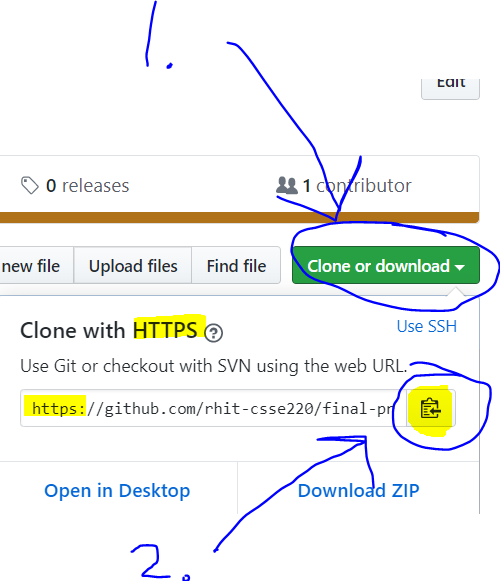 1.
Edit
0 releases
1 contributor
new file Upload files Find file Clone or download
Clone with HTTPS ?
Use SSH
Use Git or checkout with SVN using the web URL.
https://github.com/rhit-csse220/final-pr
Open in Desktop Download ZIP
2.